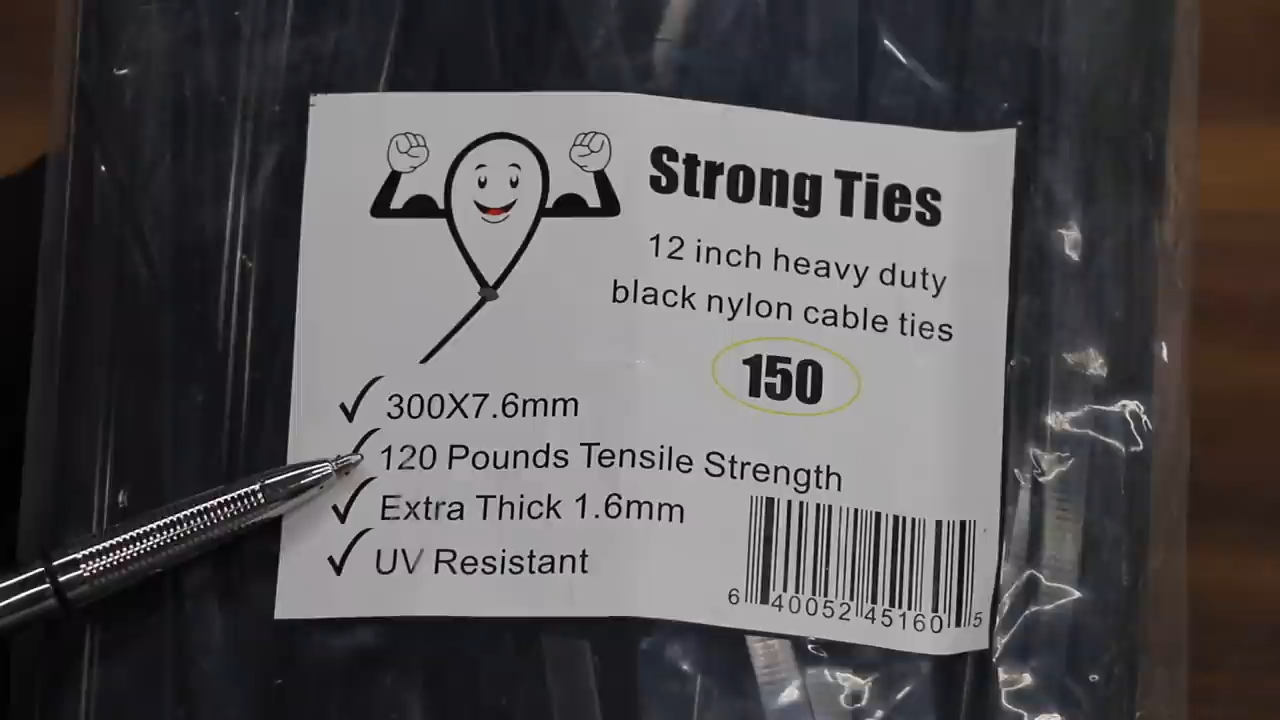 Strong Ties
12 inch heavy duty
black nylon cable ties
150
300X7.6mm
120 Pounds Tensile Strength
Extra Thick 1.6mm
UV Resistant
6 40052 45160 5